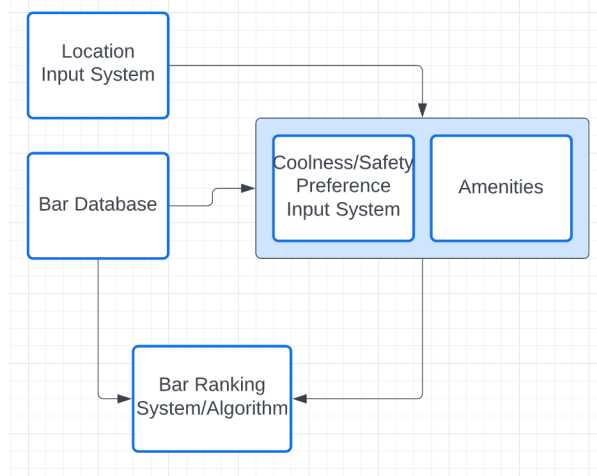 Location
Input System
Bar Database
Coolness/Safety
Preference
Input System
Amenities
Bar Ranking
System/Algorithm